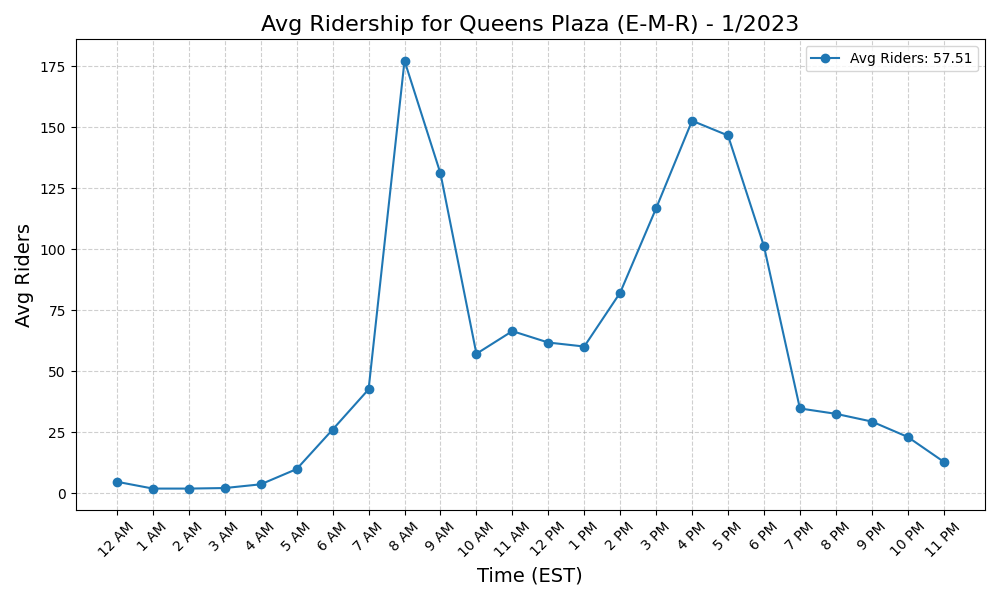 Avg Ridership for Queens Plaza (E-M-R) - 1/2023
Avg Riders: 57.51
Avg Riders
175
150
125
100
75
50
25
0
12 AM
1 AM
2 AM
3 AM
4 AM
5 AM
6 AM
7 AM
8 AM
9 AM
10 AM
11 AM
12 PM
1 PM
2 PM
3 PM
4 PM
5 PM
6 PM
7 PM
8 PM
9 PM
10 PM
11 PM
Time (EST)